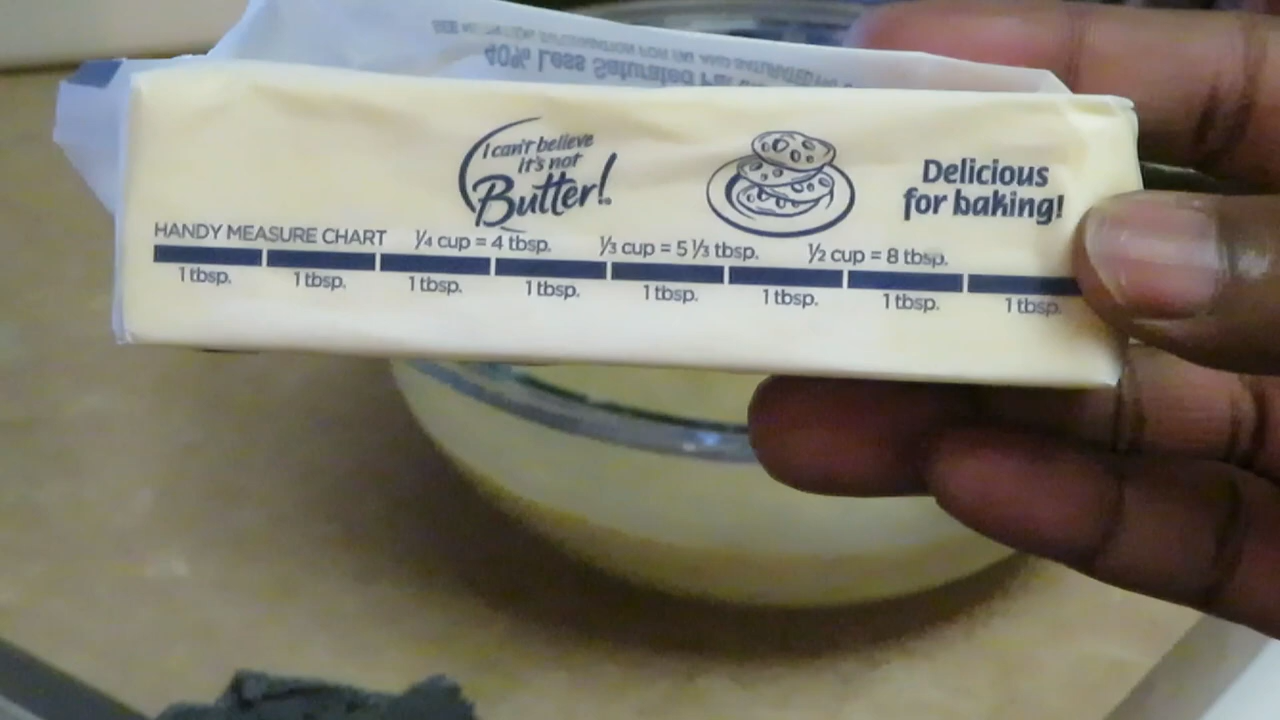 40% Less Saturated Fat
I can't believe
it's not
Butter!
Delicious
for baking!
HANDY MEASURE CHART ¼ cup = 4 tbsp. ⅓ cup = 5 ⅓ tbsp. ½ cup = 8 tbsp.
1 tbsp. 1 tbsp. 1 tbsp. 1 tbsp. 1 tbsp. 1 tbsp. 1 tbsp. 1 tbsp.